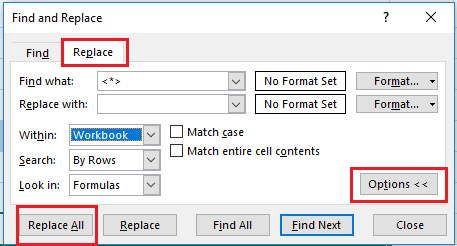 Find and Replace
Find
Replace
Find what: <*> No Format Set Format...
Replace with: No Format Set Format...
Within: Workbook Match case
Search: By Rows Match entire cell contents
Look in: Formulas Options <<
Replace All Replace Find All Find Next Close